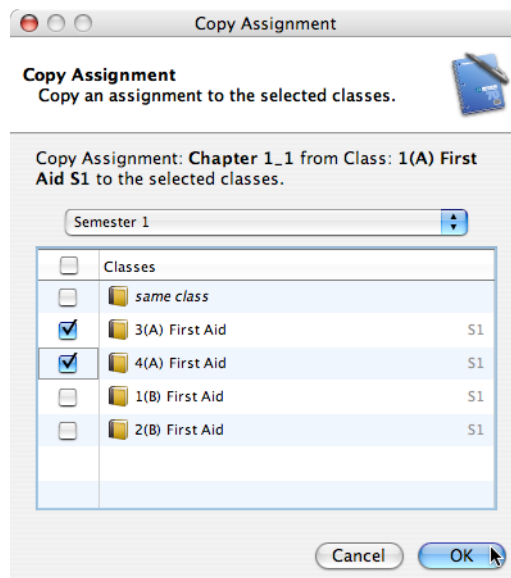 Copy Assignment
Copy Assignment
Copy an assignment to the selected classes.
Copy Assignment: Chapter 1_1 from Class: 1(A) First
Aid S1 to the selected classes.
Semester 1
Classes
same class
3(A) First Aid S1
4(A) First Aid S1
1(B) First Aid S1
2(B) First Aid S1
Cancel OK